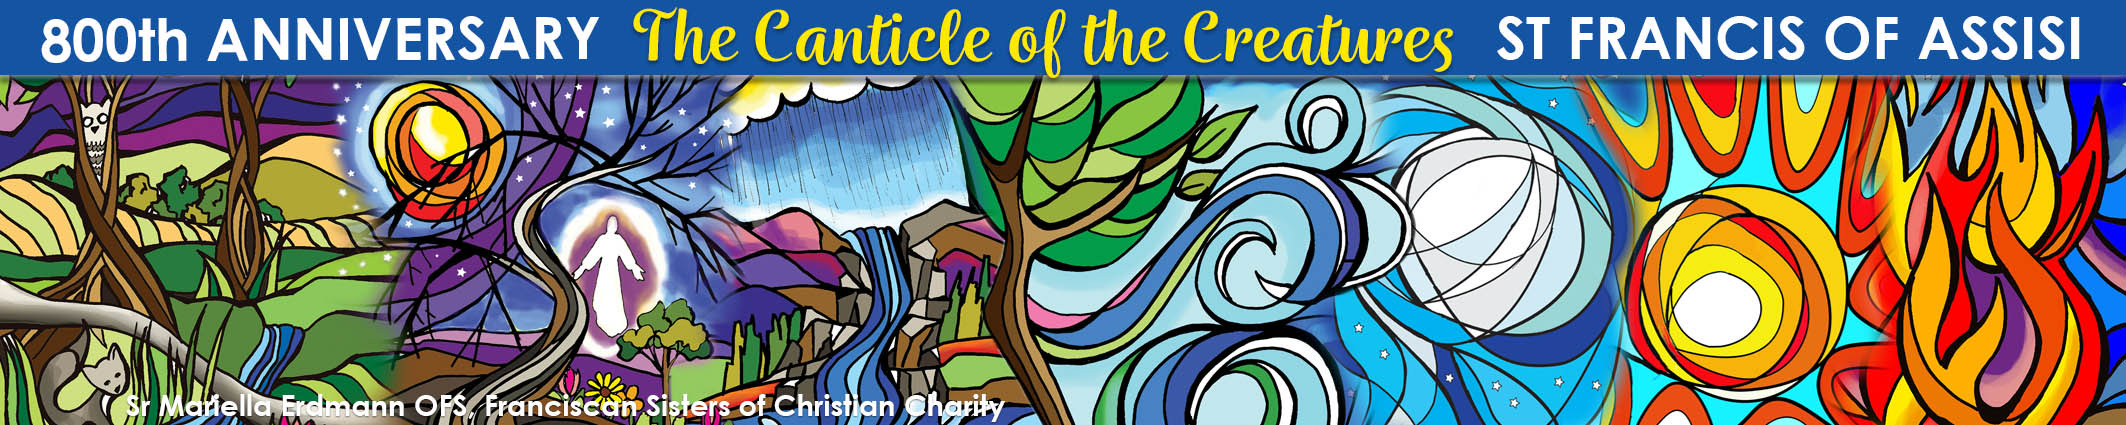 800th ANNIVERSARY The Canticle of the Creatures ST FRANCIS OF ASSISI
Sr Mariella Erdmann OFS, Franciscan Sisters of Christian Charity